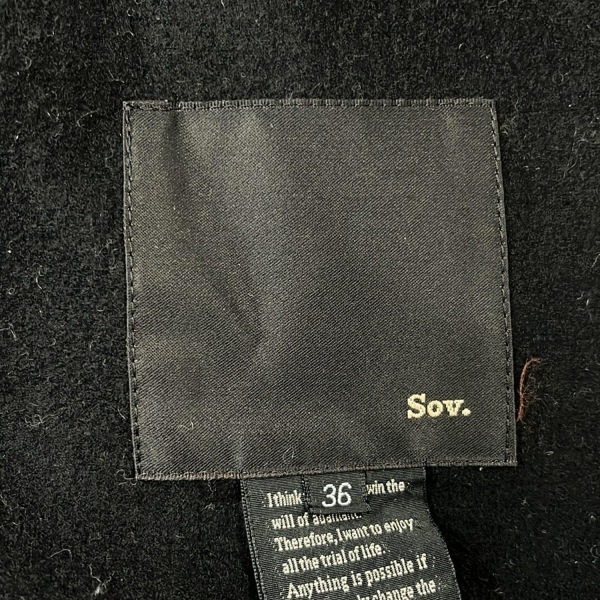 Sov.
36
I think win the
will of adamant.
Therefore, I want to enjoy
all the trial of life.
Anything is possible if
change the